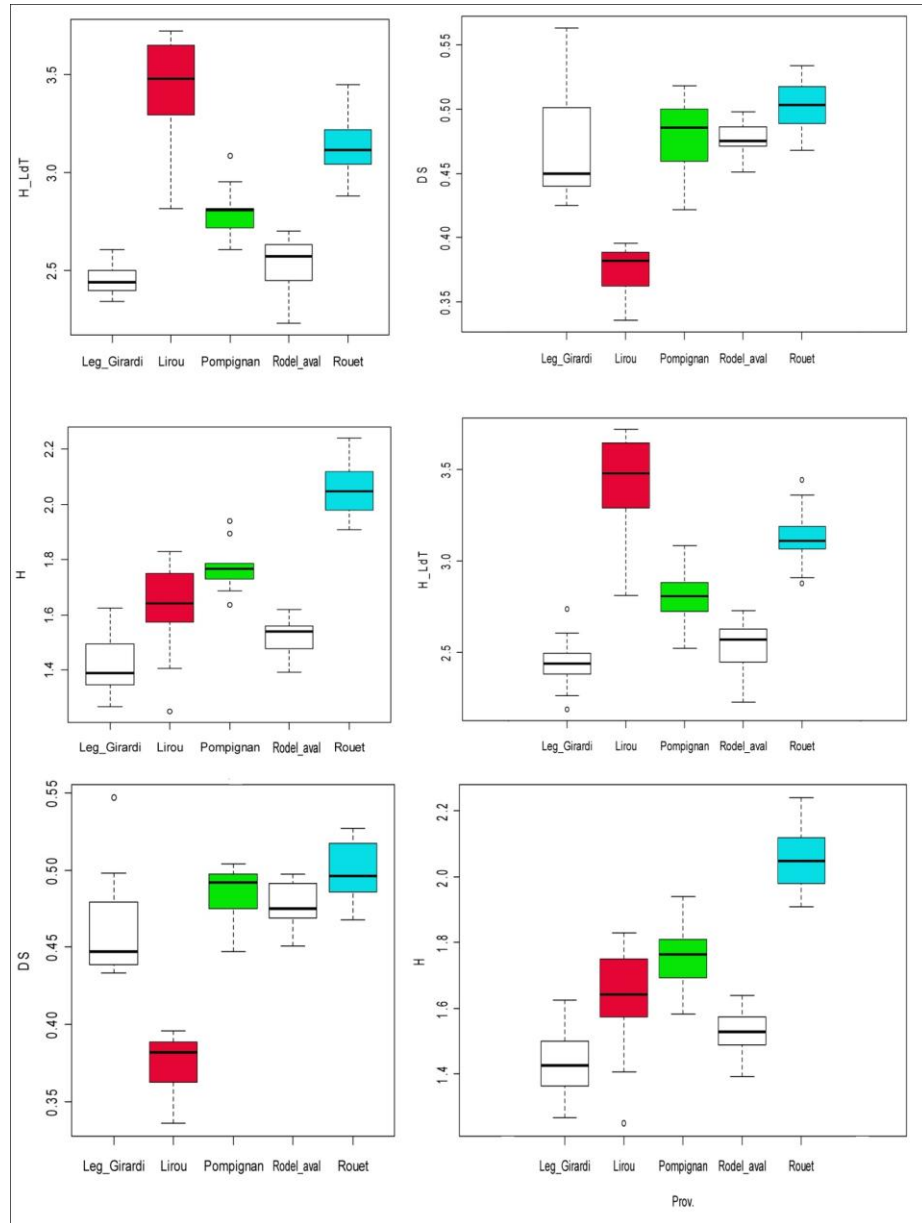 3.5
3.0
2.5
H_LdT
Leg_Girardi Lirou Pompignan Rodel_aval Rouet
0.55
0.50
0.45
0.40
0.35
DS
Leg_Girardi Lirou Pompignan Rodel_aval Rouet
2.2
2.0
1.8
1.6
1.4
H
Leg_Girardi Lirou Pompignan Rodel_aval Rouet
3.5
3.0
2.5
H_LdT
Leg_Girardi Lirou Pompignan Rodel_aval Rouet
0.55
0.50
0.45
0.40
0.35
DS
Leg_Girardi Lirou Pompignan Rodel_aval Rouet
2.2
2.0
1.8
1.6
1.4
H
Leg_Girardi Lirou Pompignan Rodel_aval Rouet
Prov.